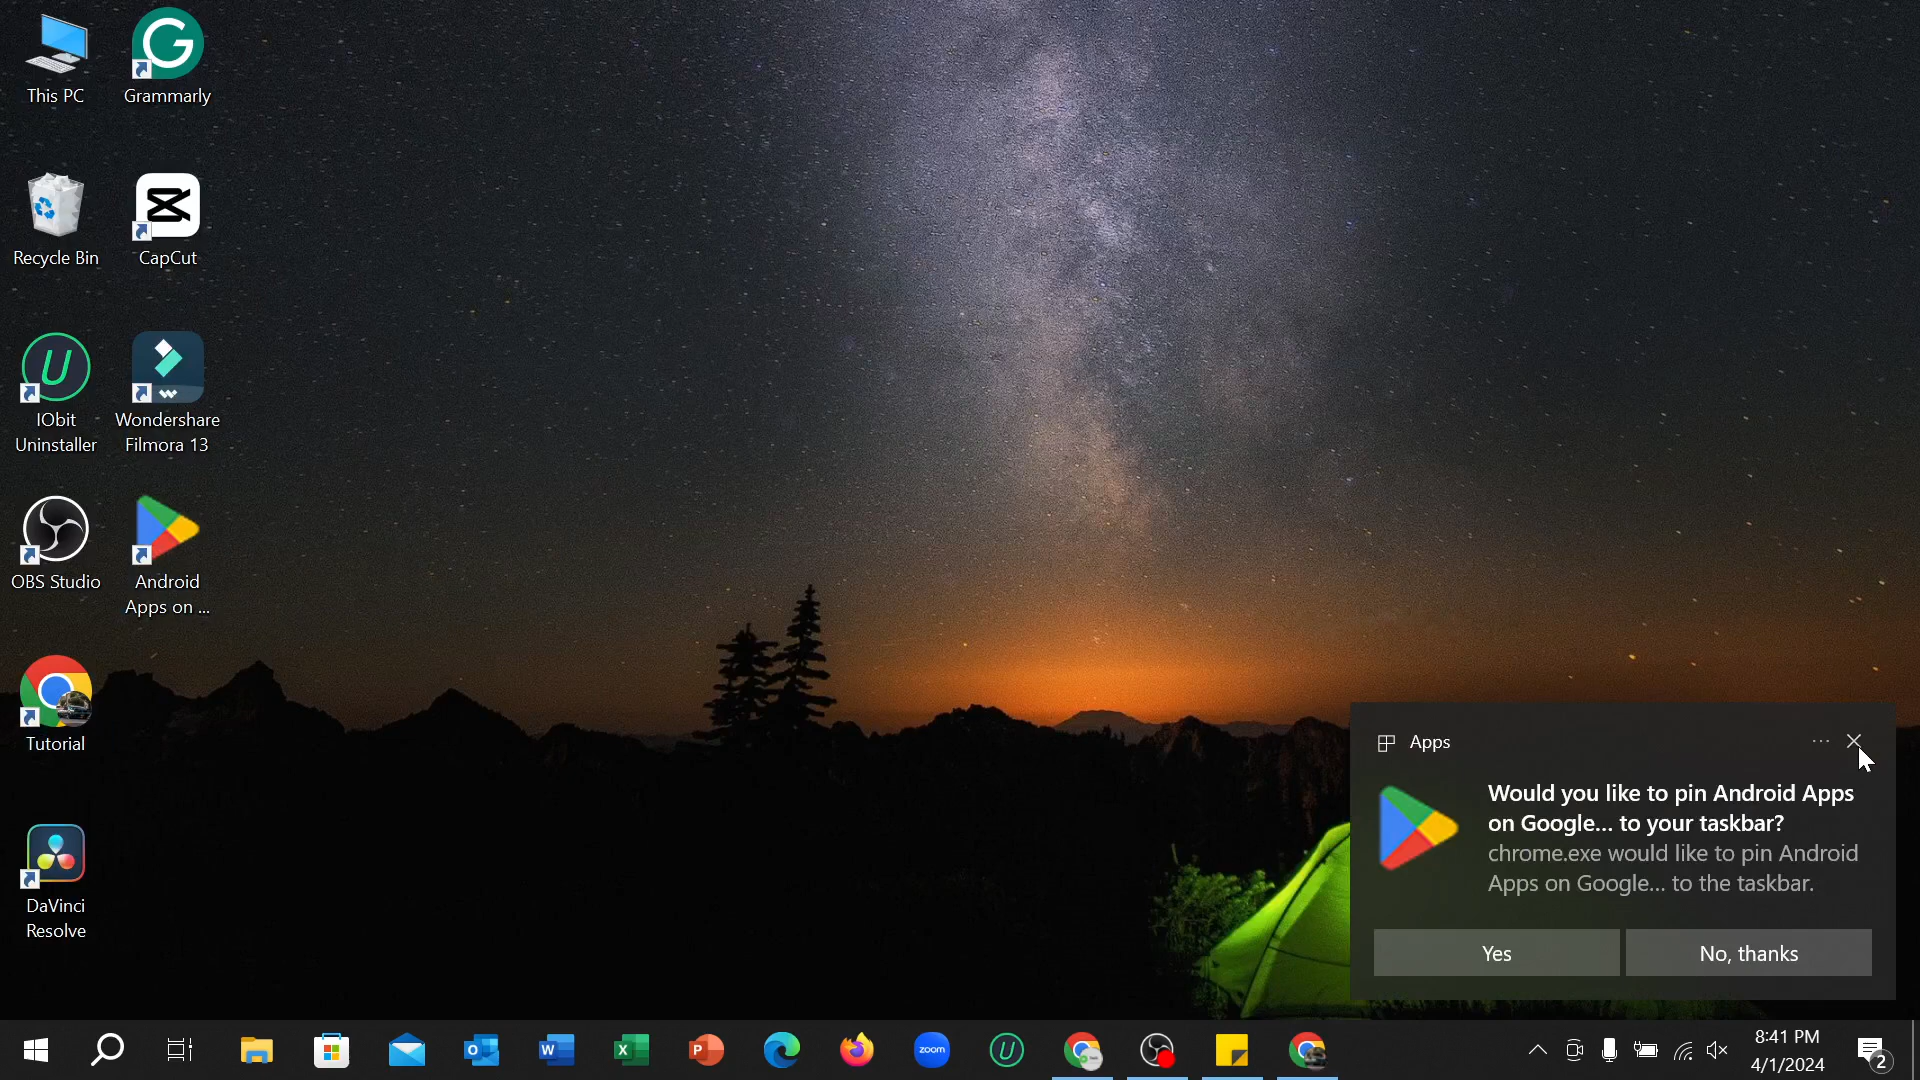 This PC
Grammarly
Recycle Bin
CapCut
IObit
Uninstaller
Wondershare
Filmora 13
OBS Studio
Android
Apps on ...
Tutorial
DaVinci
Resolve
Apps
Would you like to pin Android Apps
on Google... to your taskbar?
chrome.exe would like to pin Android
Apps on Google... to the taskbar.
Yes
No, thanks
zoom
8:41 PM
4/1/2024
2